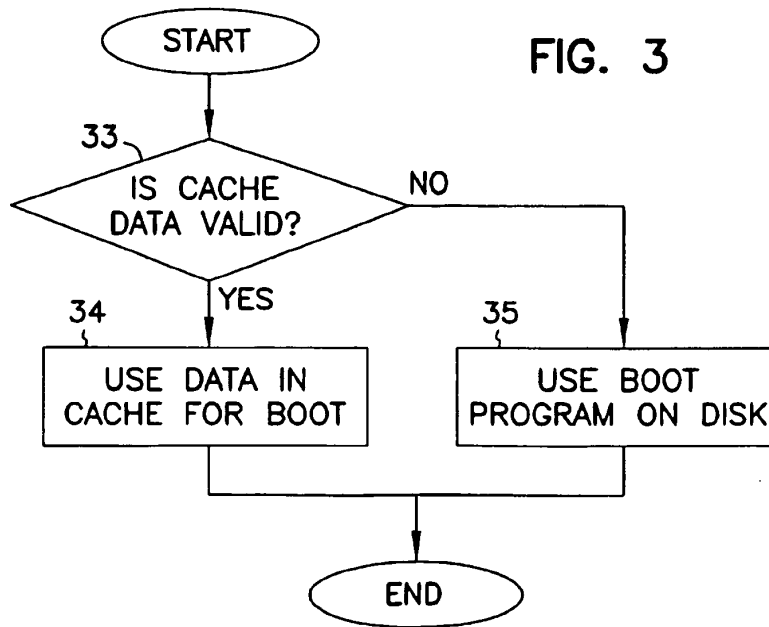 START
FIG. 3
33
IS CACHE
DATA VALID?
NO
YES
34
USE DATA IN
CACHE FOR BOOT
35
USE BOOT
PROGRAM ON DISK
END